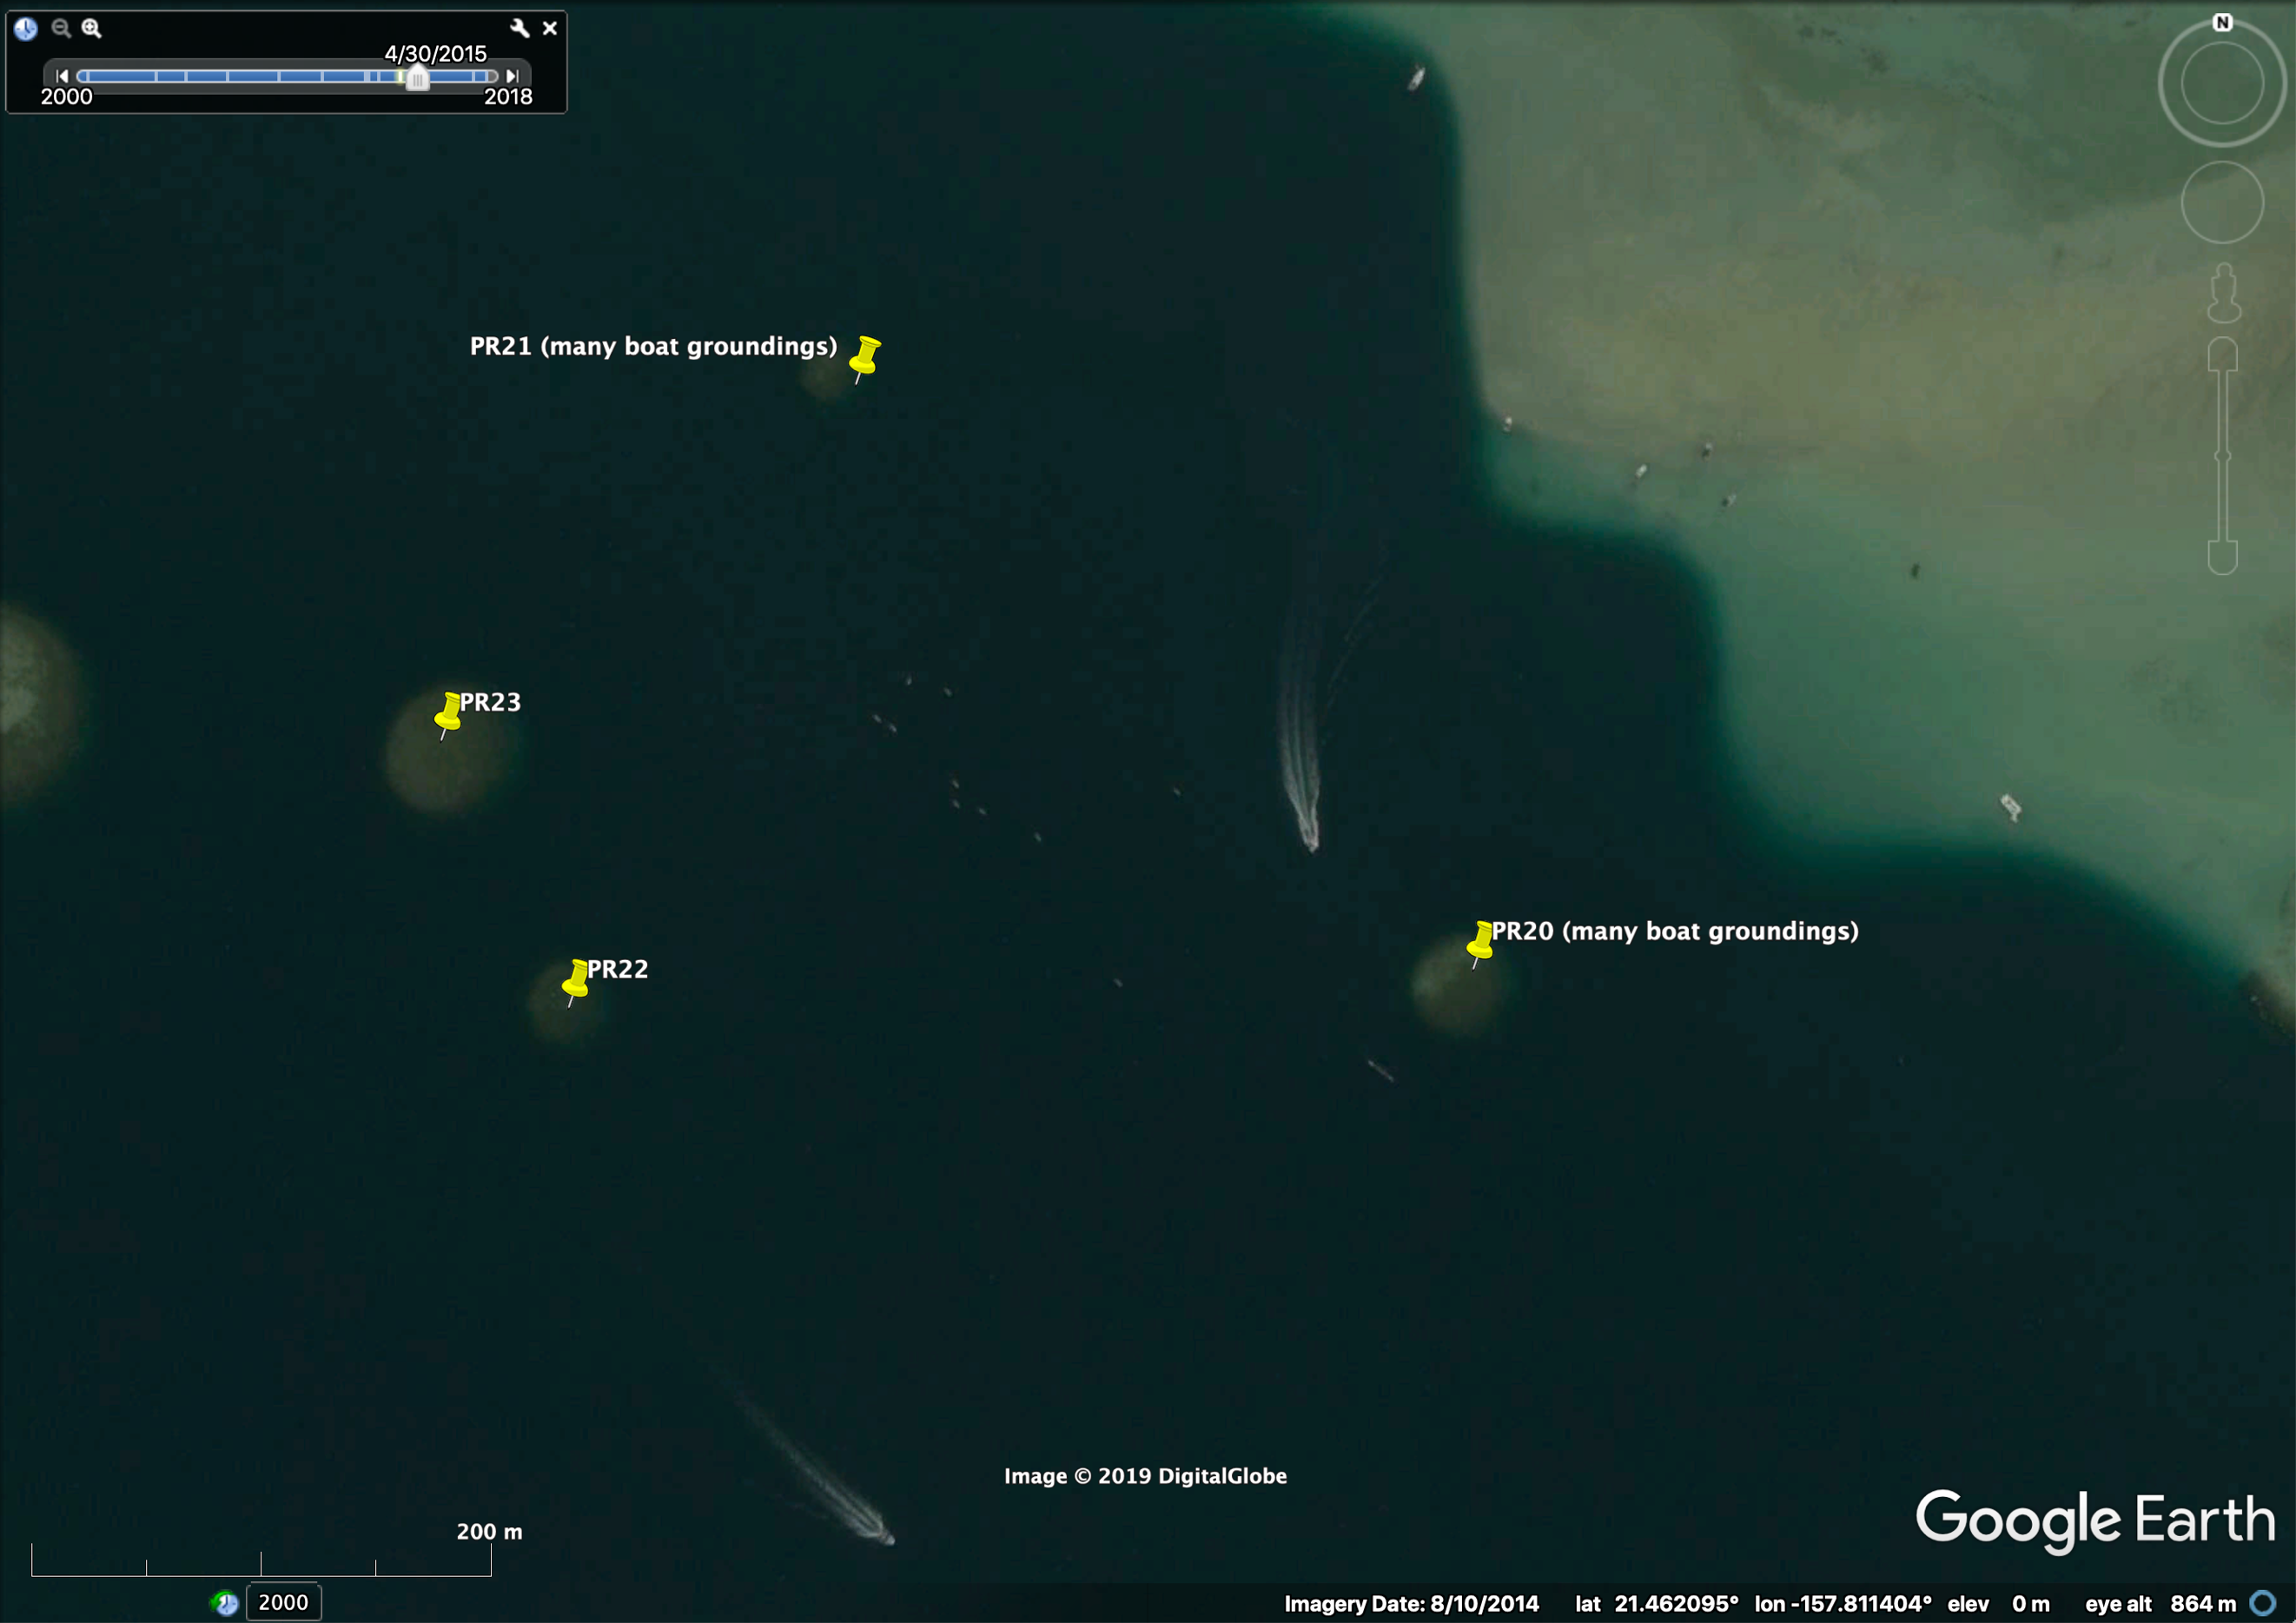 4/30/2015
2000
2018
N
PR21 (many boat groundings)
PR23
PR20 (many boat groundings)
PR22
Image © 2019 DigitalGlobe
Google Earth
200 m
2000
Imagery Date: 8/10/2014 lat 21.462095° lon -157.811404° elev 0 m eye alt 864 m